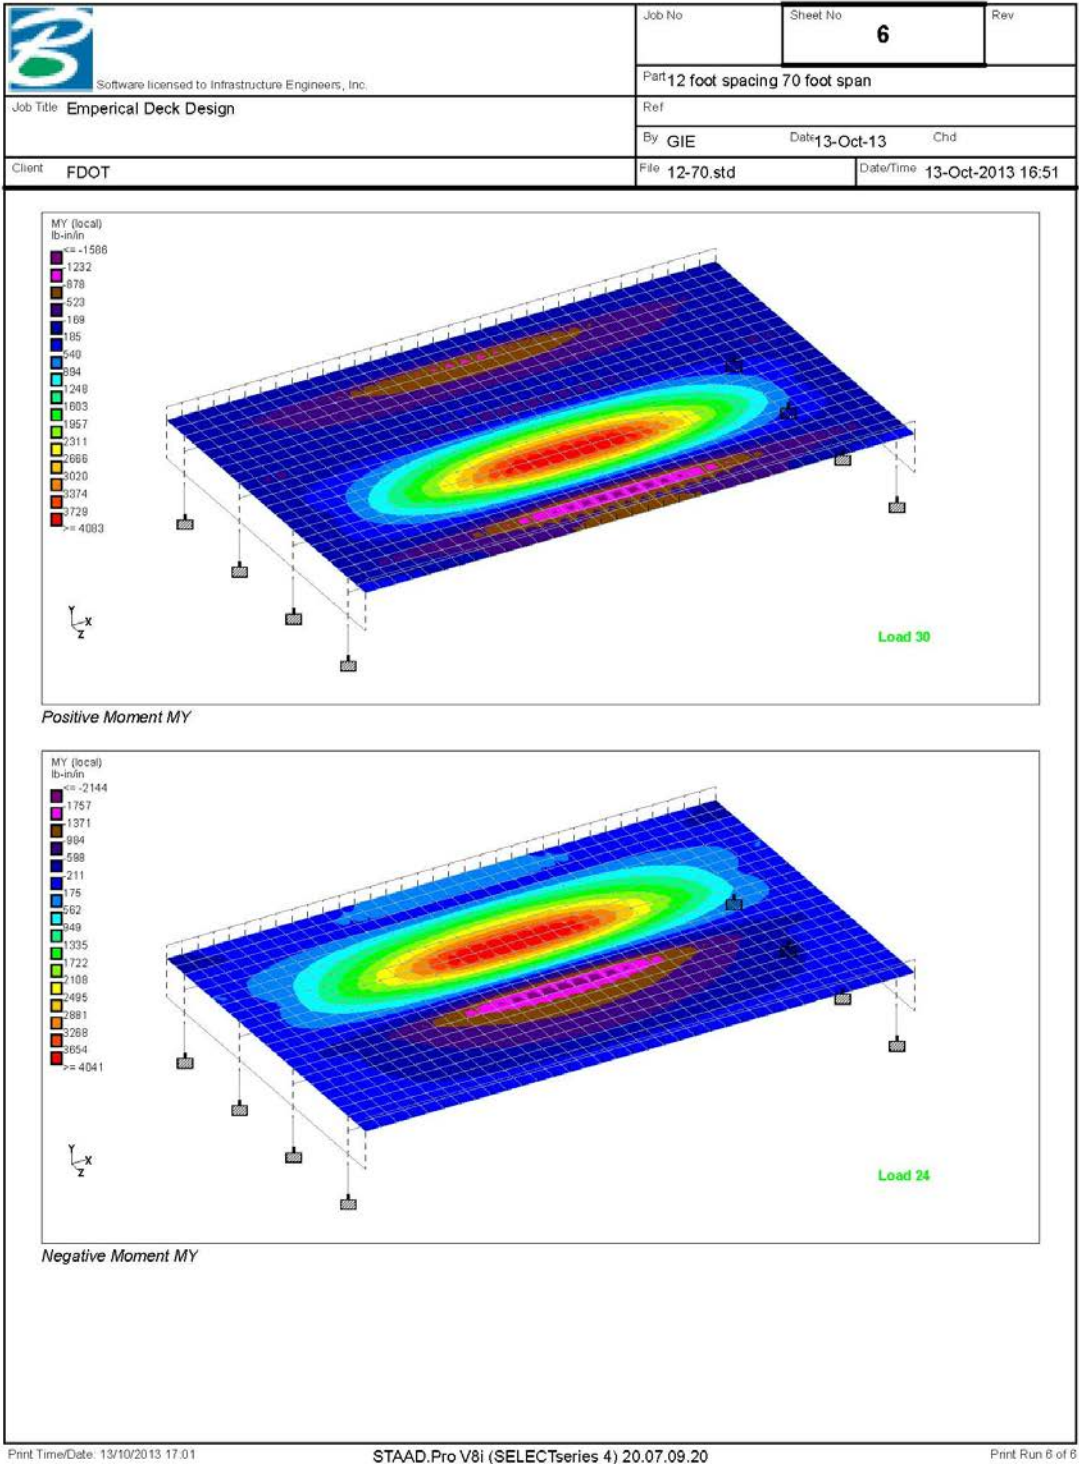 Job No
Sheet No
Rev
6
Software licensed to Infrastructure Engineers, Inc.
Part 12 foot spacing 70 foot span
Job Title Emperical Deck Design
Ref
By GIE Date 13-Oct-13 Chd
Client FDOT
File 12-70.std
Date/Time 13-Oct-2013 16:51
MY (local)
lb-in/in
<= -1586
-1232
-878
-523
-169
185
540
894
1248
1603
1957
2311
2666
3020
3374
3729
>= 4083
Y
X
Z
Load 30
Positive Moment MY
MY (local)
lb-in/in
<= -2144
-1757
-1371
-984
-598
-211
175
562
949
1335
1722
2108
2495
2881
3268
3654
>= 4041
Y
X
Z
Load 24
Negative Moment MY
Print Time/Date: 13/10/2013 17:01
STAAD.Pro V8i (SELECTseries 4) 20.07.09.20
Print Run 6 of 6